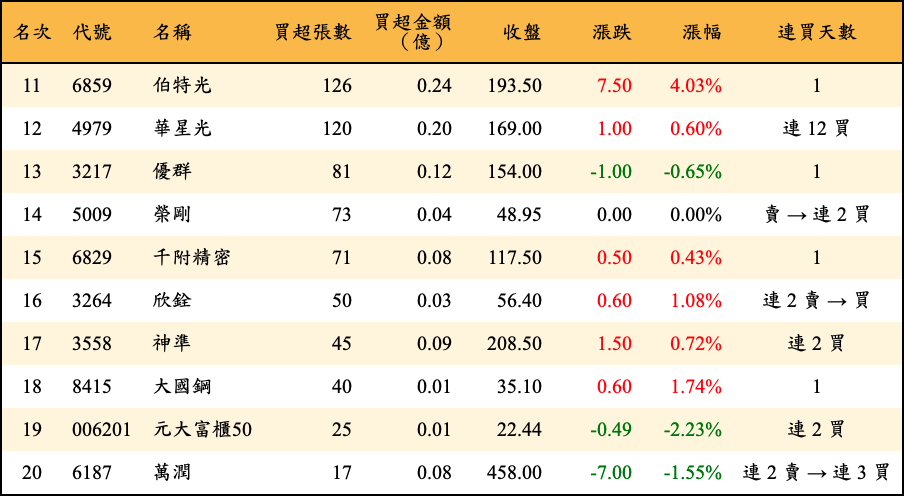 名次 代號 名稱 買超張數 買超金額（億） 收盤 漲跌 漲幅 連買天數
11 6859 伯特光 126 0.24 193.50 7.50 4.03% 1
12 4979 華星光 120 0.20 169.00 1.00 0.60% 連 12 買
13 3217 優群 81 0.12 154.00 -1.00 -0.65% 1
14 5009 榮剛 73 0.04 48.95 0.00 0.00% 賣 → 連 2 買
15 6829 千附精密 71 0.08 117.50 0.50 0.43% 1
16 3264 欣銓 50 0.03 56.40 0.60 1.08% 連 2 賣 → 買
17 3558 神準 45 0.09 208.50 1.50 0.72% 連 2 買
18 8415 大國鋼 40 0.01 35.10 0.60 1.74% 1
19 006201 元大富櫃50 25 0.01 22.44 -0.49 -2.23% 連 2 買
20 6187 萬潤 17 0.08 458.00 -7.00 -1.55% 連 2 賣 → 連 3 買